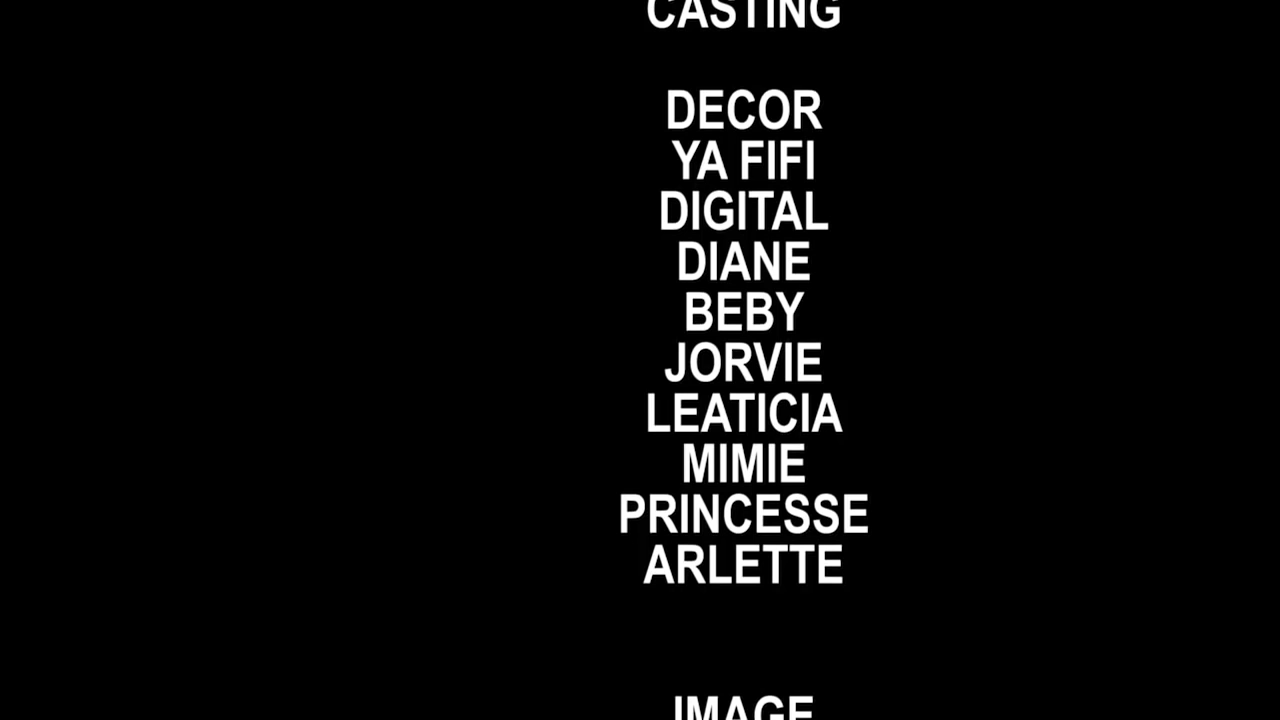 CASTING
DECOR
YA FIFI
DIGITAL
DIANE
BEBY
JORVIE
LEATICIA
MIMIE
PRINCESSE
ARLETTE
IMAGE